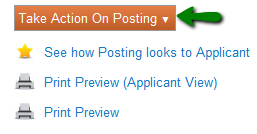 Take Action On Posting ▼
See how Posting looks to Applicant
Print Preview (Applicant View)
Print Preview